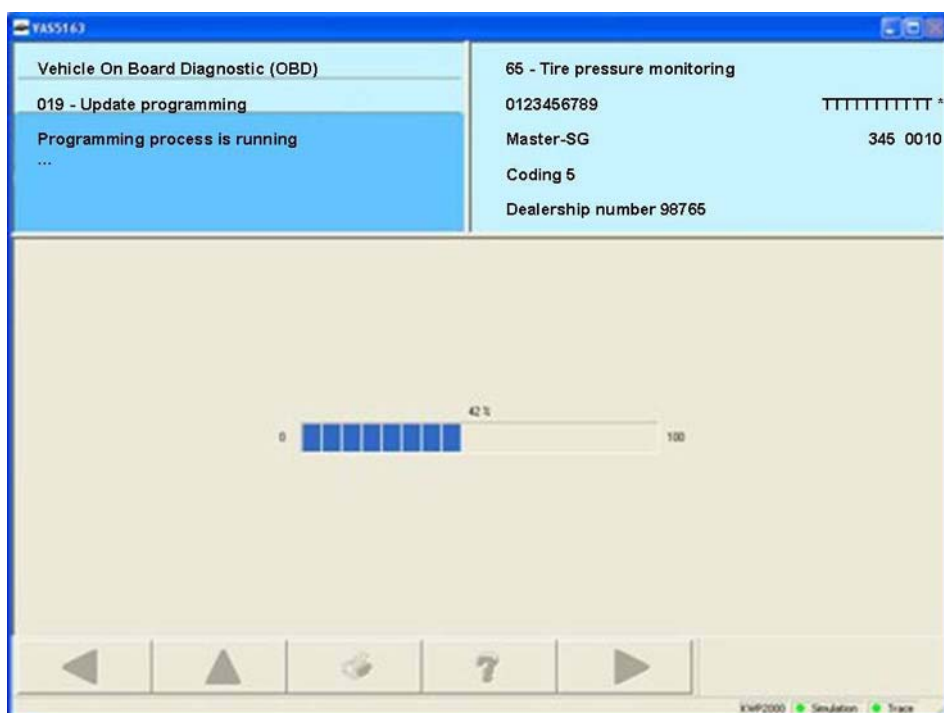 VAS5163
Vehicle On Board Diagnostic (OBD)
019 - Update programming
Programming process is running
...
65 - Tire pressure monitoring
0123456789 TTTTTTTTTTT *
Master-SG 345 0010
Coding 5
Dealership number 98765
42 %
0 100
?
KWP2000 Simulation Trace